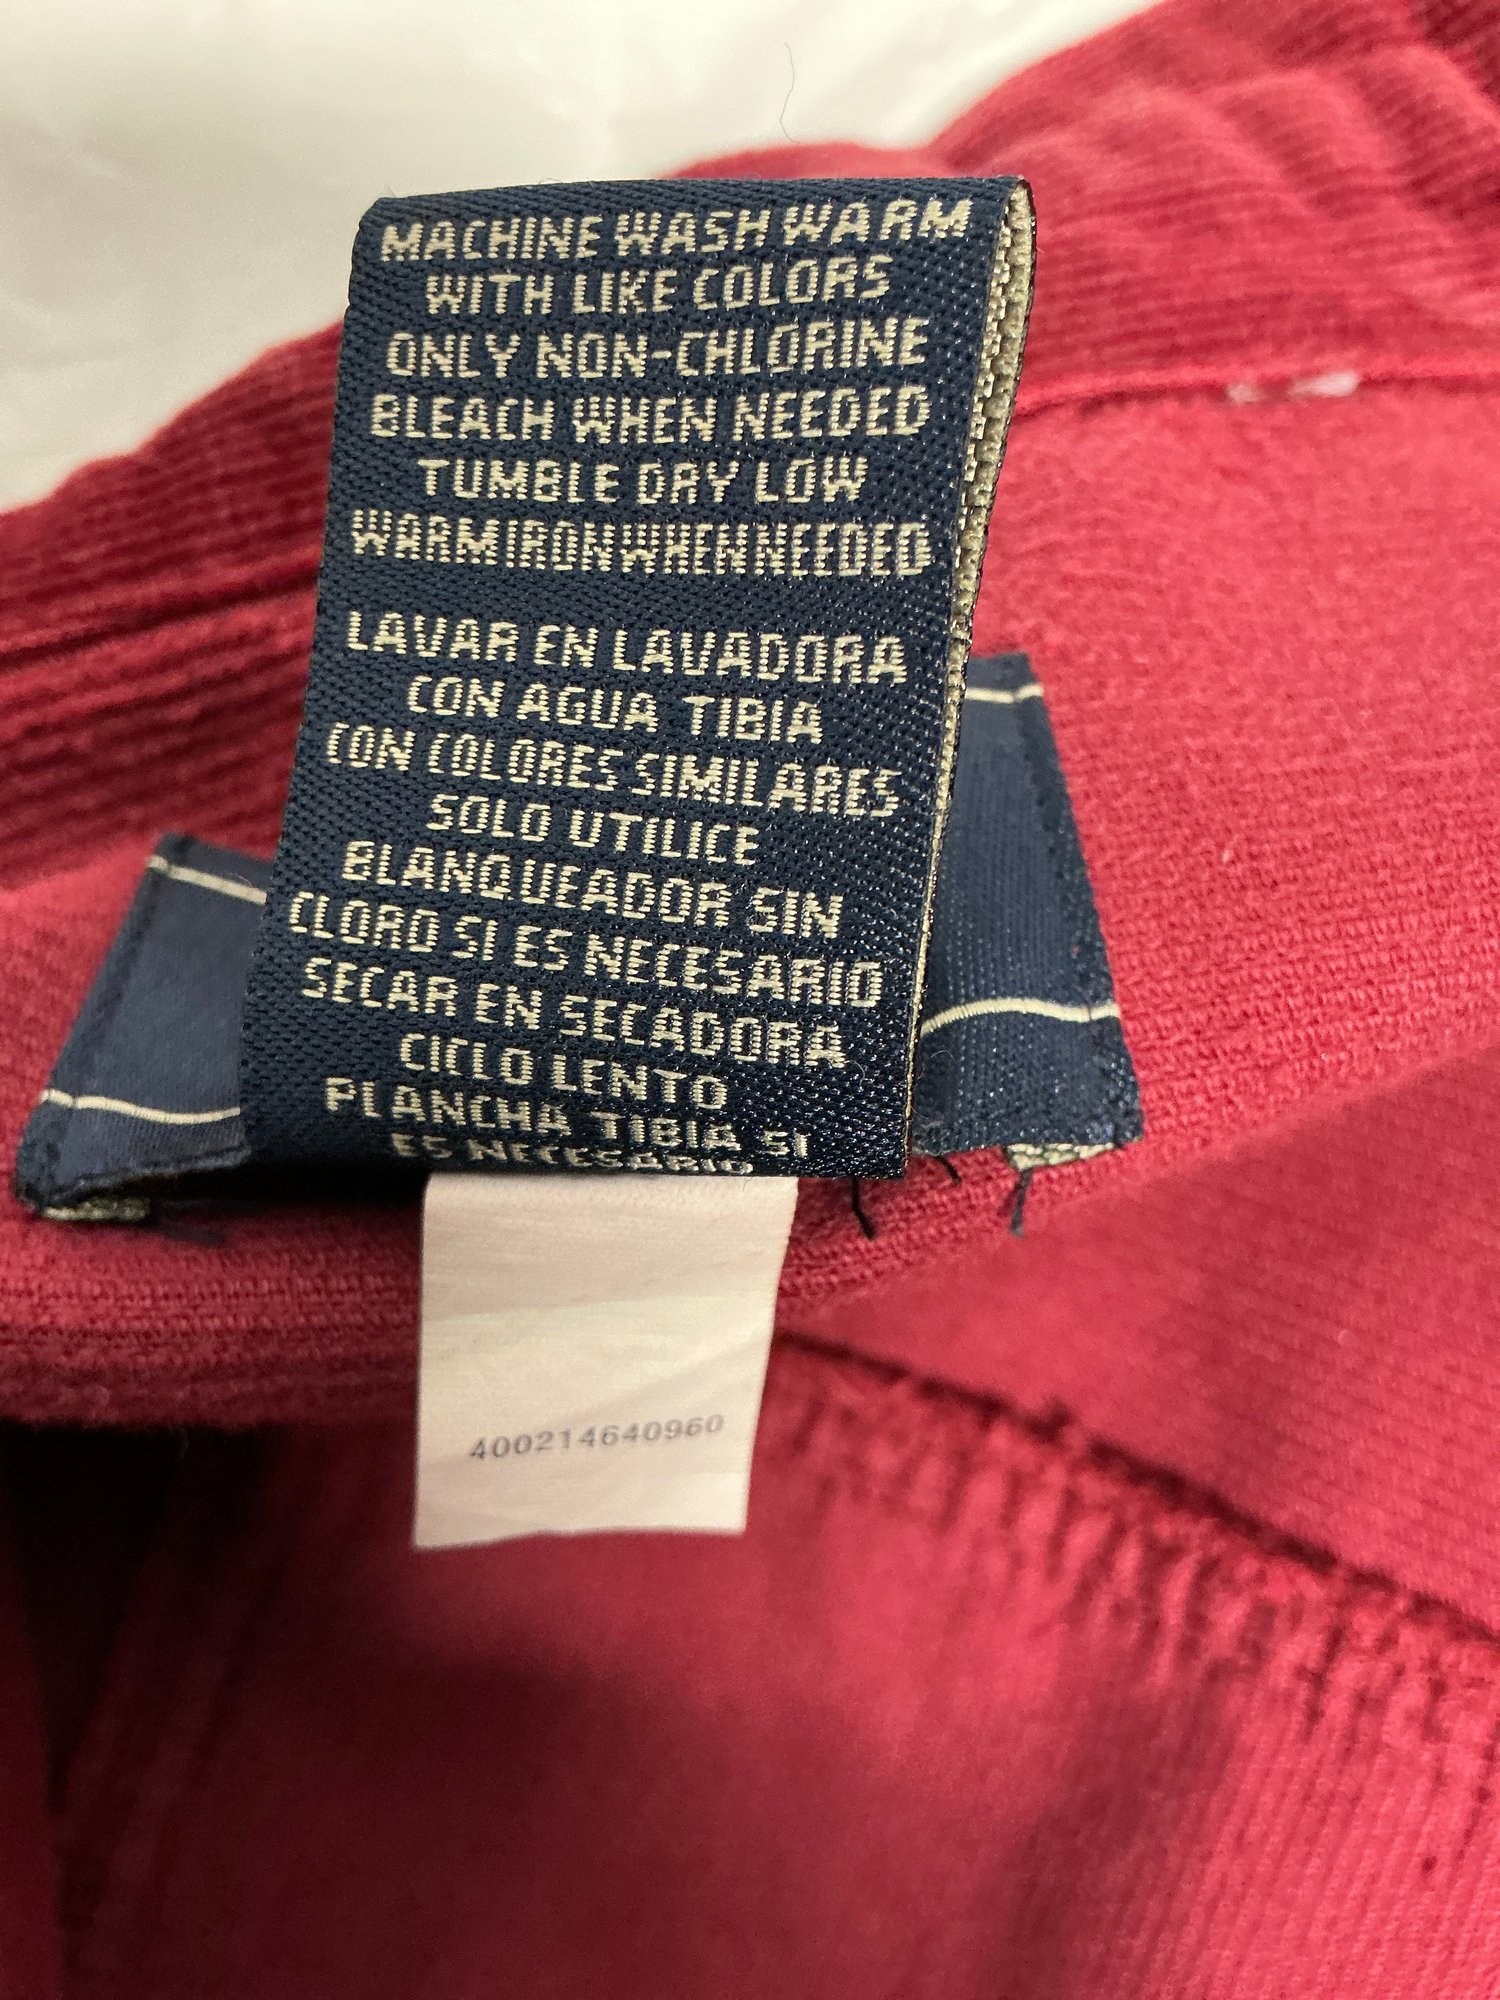 MACHINE WASH WARM
WITH LIKE COLORS
ONLY NON-CHLORINE
BLEACH WHEN NEEDED
TUMBLE DRY LOW
WARM IRON WHEN NEEDED
LAVAR EN LAVADORA
CON AGUA TIBIA
CON COLORES SIMILARES
SOLO UTILICE
BLANQUEADOR SIN
CLORO SI ES NECESARIO
SECAR EN SECADORA
CICLO LENTO
PLANCHA TIBIA SI
ES NECESARIO
400214640960